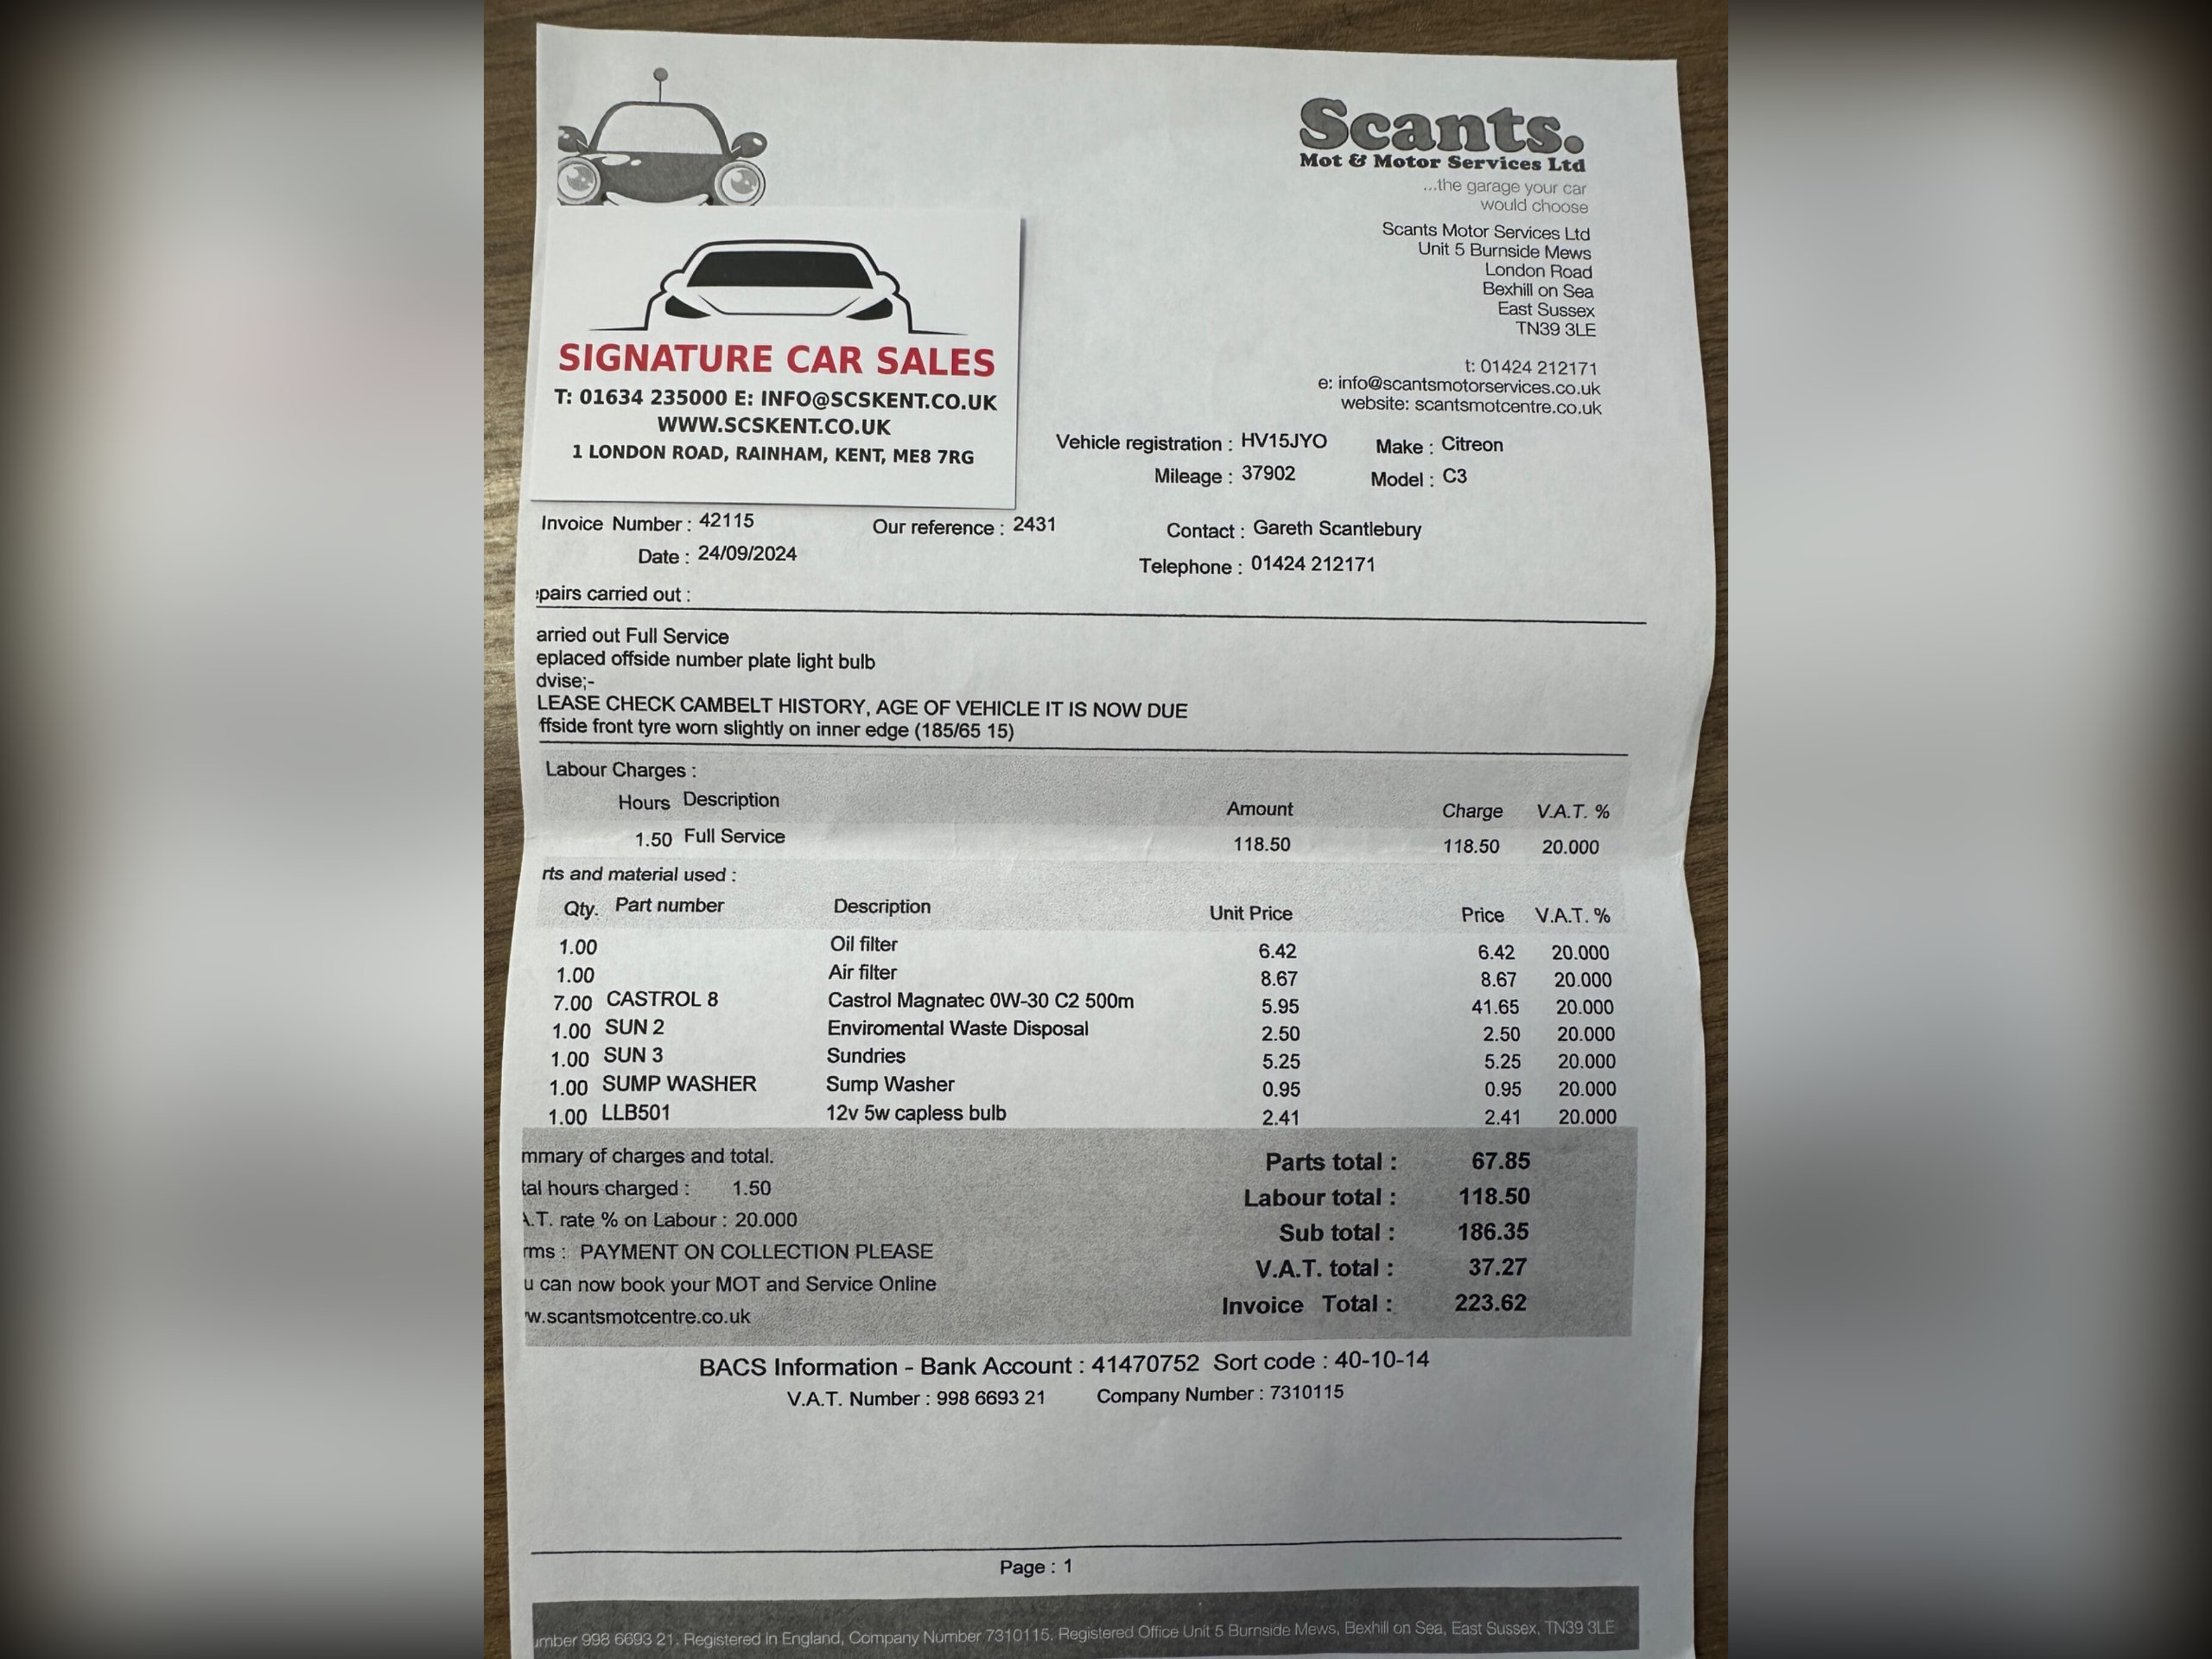 Scants.
Mot & Motor Services Ltd
...the garage your car
would choose
Scants Motor Services Ltd
Unit 5 Burnside Mews
London Road
Bexhill on Sea
East Sussex
TN39 3LE
t: 01424 212171
e: info@scantsmotorservices.co.uk
website: scantsmotcentre.co.uk
SIGNATURE CAR SALES
T: 01634 235000 E: INFO@SCSKENT.CO.UK
WWW.SCSKENT.CO.UK
1 LONDON ROAD, RAINHAM, KENT, ME8 7RG
Vehicle registration : HV15JYO Make : Citreon
Mileage : 37902 Model : C3
Invoice Number : 42115 Our reference : 2431 Contact : Gareth Scantlebury
Date : 24/09/2024 Telephone : 01424 212171
pairs carried out :
arried out Full Service
eplaced offside number plate light bulb
dvise;-
LEASE CHECK CAMBELT HISTORY, AGE OF VEHICLE IT IS NOW DUE
ffside front tyre worn slightly on inner edge (185/65 15)
Labour Charges :
Hours Description Amount Charge V.A.T. %
1.50 Full Service 118.50 118.50 20.000
rts and material used :
Qty. Part number Description Unit Price Price V.A.T. %
1.00 Oil filter 6.42 6.42 20.000
1.00 Air filter 8.67 8.67 20.000
7.00 CASTROL 8 Castrol Magnatec 0W-30 C2 500m 5.95 41.65 20.000
1.00 SUN 2 Enviromental Waste Disposal 2.50 2.50 20.000
1.00 SUN 3 Sundries 5.25 5.25 20.000
1.00 SUMP WASHER Sump Washer 0.95 0.95 20.000
1.00 LLB501 12v 5w capless bulb 2.41 2.41 20.000
mmary of charges and total. Parts total : 67.85
tal hours charged : 1.50 Labour total : 118.50
.T. rate % on Labour : 20.000 Sub total : 186.35
rms : PAYMENT ON COLLECTION PLEASE V.A.T. total : 37.27
u can now book your MOT and Service Online Invoice Total : 223.62
w.scantsmotcentre.co.uk
BACS Information - Bank Account : 41470752 Sort code : 40-10-14
V.A.T. Number : 998 6693 21 Company Number : 7310115
Page : 1
umber 998 6693 21. Registered in England, Company Number 7310115. Registered Office Unit 5 Burnside Mews, Bexhill on Sea, East Sussex, TN39 3LE